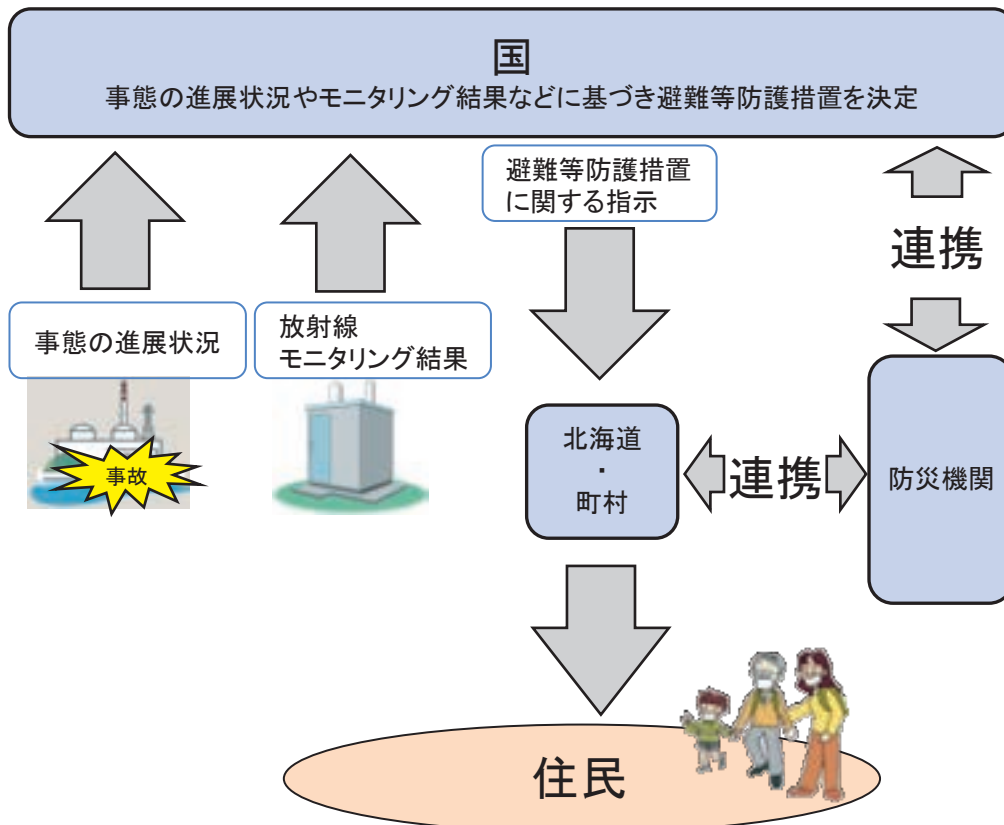 国
事態の進展状況やモニタリング結果などに基づき避難等防護措置を決定
避難等防護措置
に関する指示
連携
事態の進展状況
放射線
モニタリング結果
事故
北海道
・
町村
連携
防災機関
住民